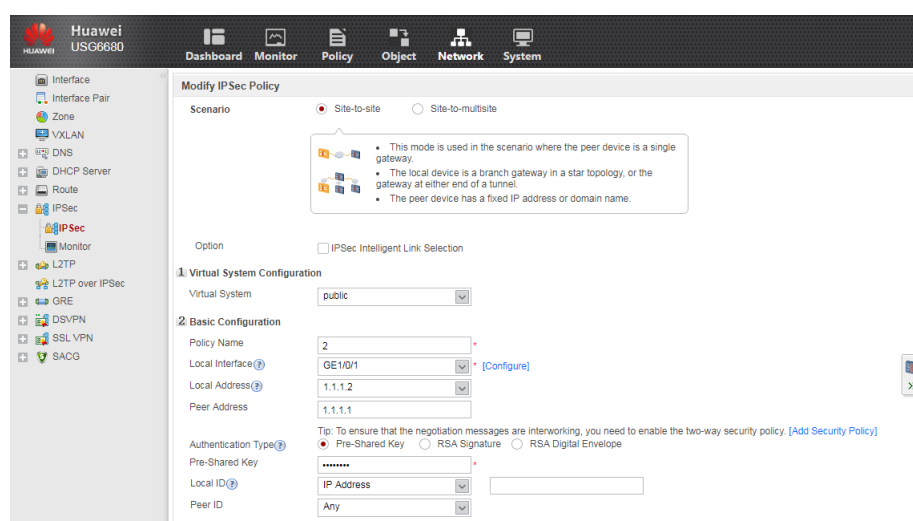 Huawei
USG6680
HUAWEI
Dashboard Monitor Policy Object Network System
Interface
Interface Pair
Zone
VXLAN
DNS
DHCP Server
Route
IPSec
IPSec
Monitor
L2TP
L2TP over IPSec
GRE
DSVPN
SSL VPN
SACG
Modify IPSec Policy
Scenario Site-to-site Site-to-multisite
• This mode is used in the scenario where the peer device is a single
gateway.
• The local device is a branch gateway in a star topology, or the
gateway at either end of a tunnel.
• The peer device has a fixed IP address or domain name.
Option IPSec Intelligent Link Selection
1 Virtual System Configuration
Virtual System public
2 Basic Configuration
Policy Name 2 *
Local Interface ? GE1/0/1 * [Configure]
Local Address ? 1.1.1.2
Peer Address 1.1.1.1
Tip: To ensure that the negotiation messages are interworking, you need to enable the two-way security policy. [Add Security Policy]
Authentication Type ? Pre-Shared Key RSA Signature RSA Digital Envelope
Pre-Shared Key •••••••• *
Local ID ? IP Address
Peer ID Any